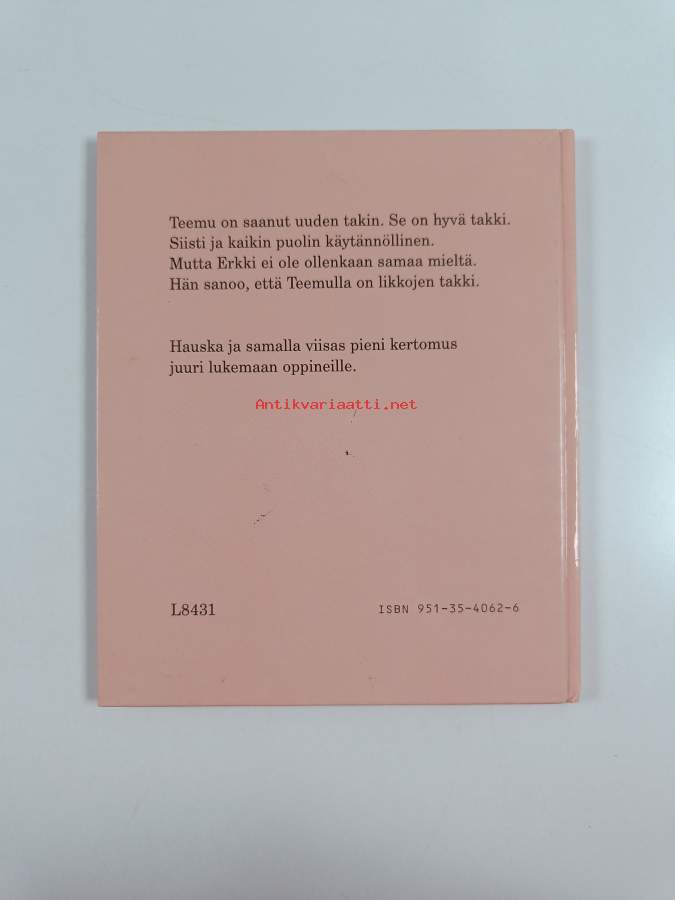 Teemu on saanut uuden takin. Se on hyvä takki.
Siisti ja kaikin puolin käytännöllinen.
Mutta Erkki ei ole ollenkaan samaa mieltä.
Hän sanoo, että Teemulla on likkojen takki.
Hauska ja samalla viisas pieni kertomus
juuri lukemaan oppineille.
Antikvariaatti.net
L8431
ISBN 951-35-4062-6